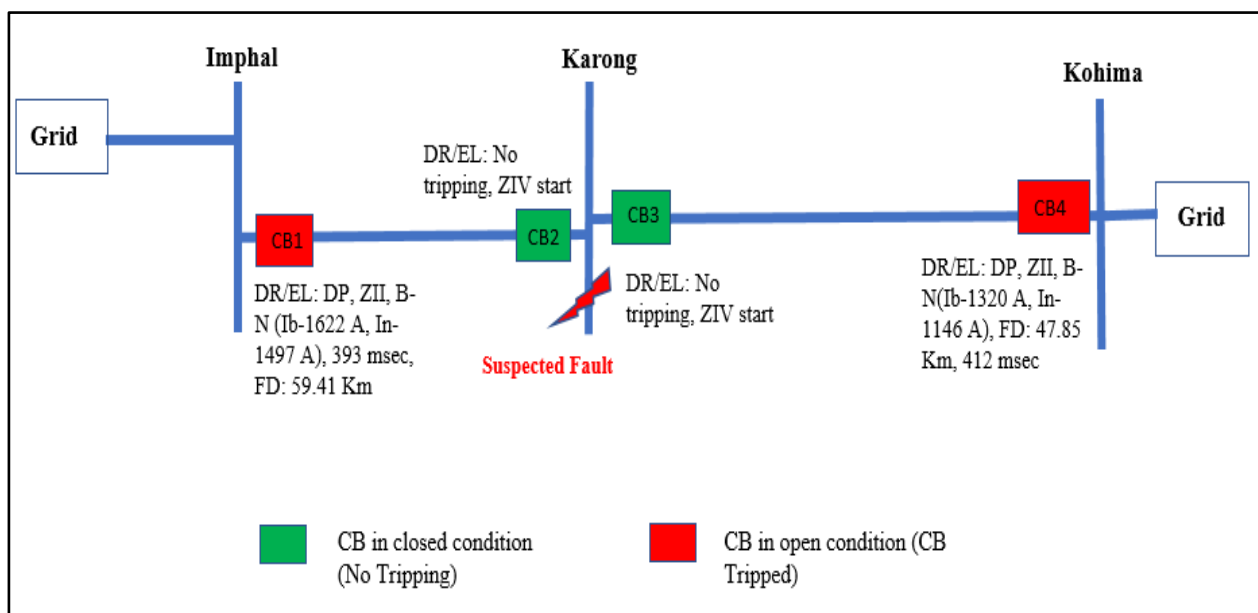 Imphal
Karong
Kohima
Grid
DR/EL: No
tripping, ZIV start
CB1
CB2
CB3
CB4
Grid
DR/EL: DP, ZII, B-
N (Ib-1622 A, In-
1497 A), 393 msec,
FD: 59.41 Km
DR/EL: No
tripping, ZIV start
Suspected Fault
DR/EL: DP, ZII, B-
N(Ib-1320 A, In-
1146 A), FD: 47.85
Km, 412 msec
CB in closed condition
(No Tripping)
CB in open condition (CB
Tripped)